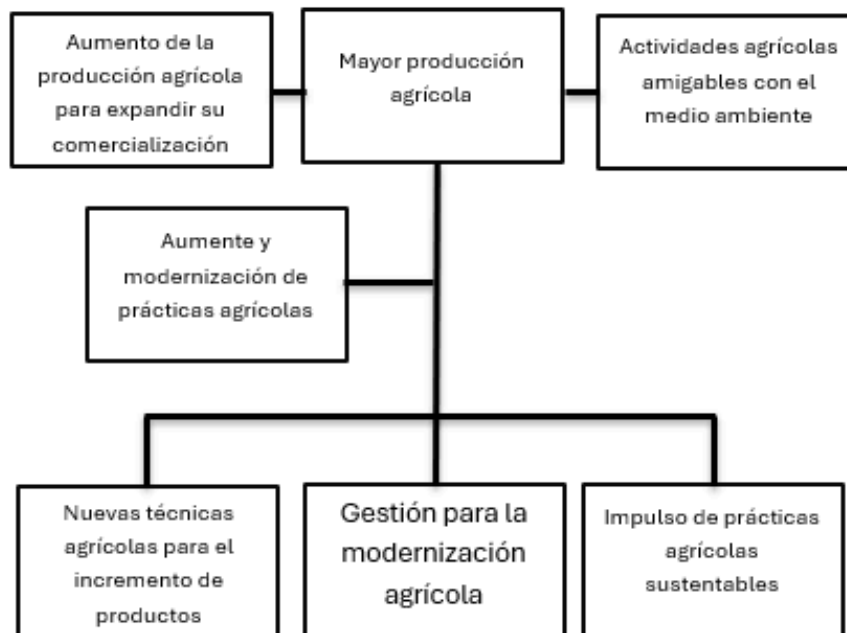 Aumento de la
producción agrícola
para expandir su
comercialización
Mayor producción
agrícola
Actividades agrícolas
amigables con el
medio ambiente
Aumente y
modernización de
prácticas agrícolas
Nuevas técnicas
agrícolas para el
incremento de
productos
Gestión para la
modernización
agrícola
Impulso de prácticas
agrícolas
sustentables